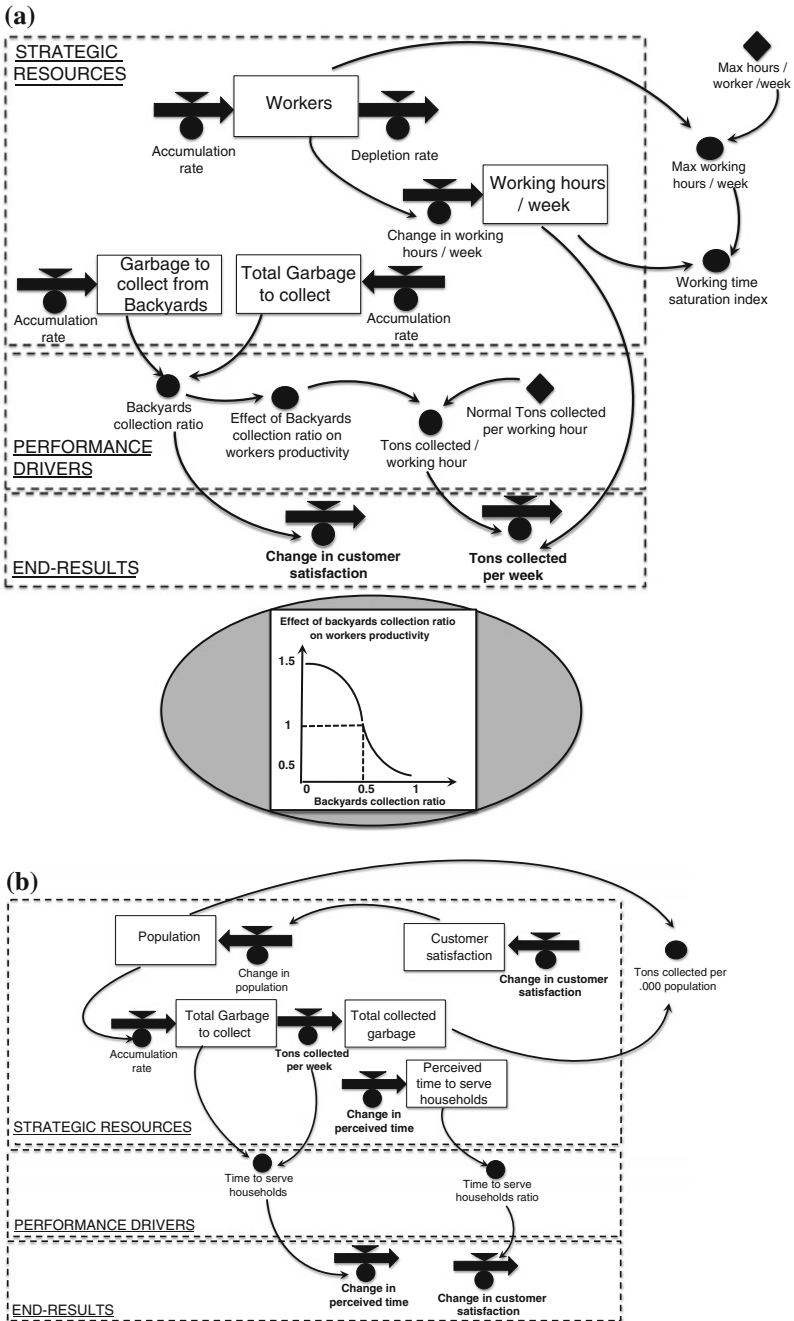 (a)
STRATEGIC
RESOURCES
Max hours /
worker /week
Workers
Accumulation
rate
Depletion rate
Max working
hours / week
Working hours
/ week
Change in working
hours / week
Garbage to
collect from
Backyards
Total Garbage
to collect
Working time
saturation index
Accumulation
rate
Accumulation
rate
Backyards
collection ratio
Effect of Backyards
collection ratio on
workers productivity
Normal Tons collected
per working hour
Tons collected /
working hour
PERFORMANCE
DRIVERS
Change in customer
satisfaction
Tons collected
per week
END-RESULTS
Effect of backyards collection ratio
on workers productivity
1.5
1
0.5
0 0.5 1
Backyards collection ratio
(b)
Population
Change in
population
Customer
satisfaction
Change in customer
satisfaction
Tons collected per
.000 population
Total Garbage
to collect
Total collected
garbage
Accumulation
rate
Tons collected
per week
Perceived
time to serve
households
Change in
perceived time
STRATEGIC RESOURCES
Time to serve
households
Time to serve
households ratio
PERFORMANCE DRIVERS
Change in
perceived time
Change in customer
satisfaction
END-RESULTS